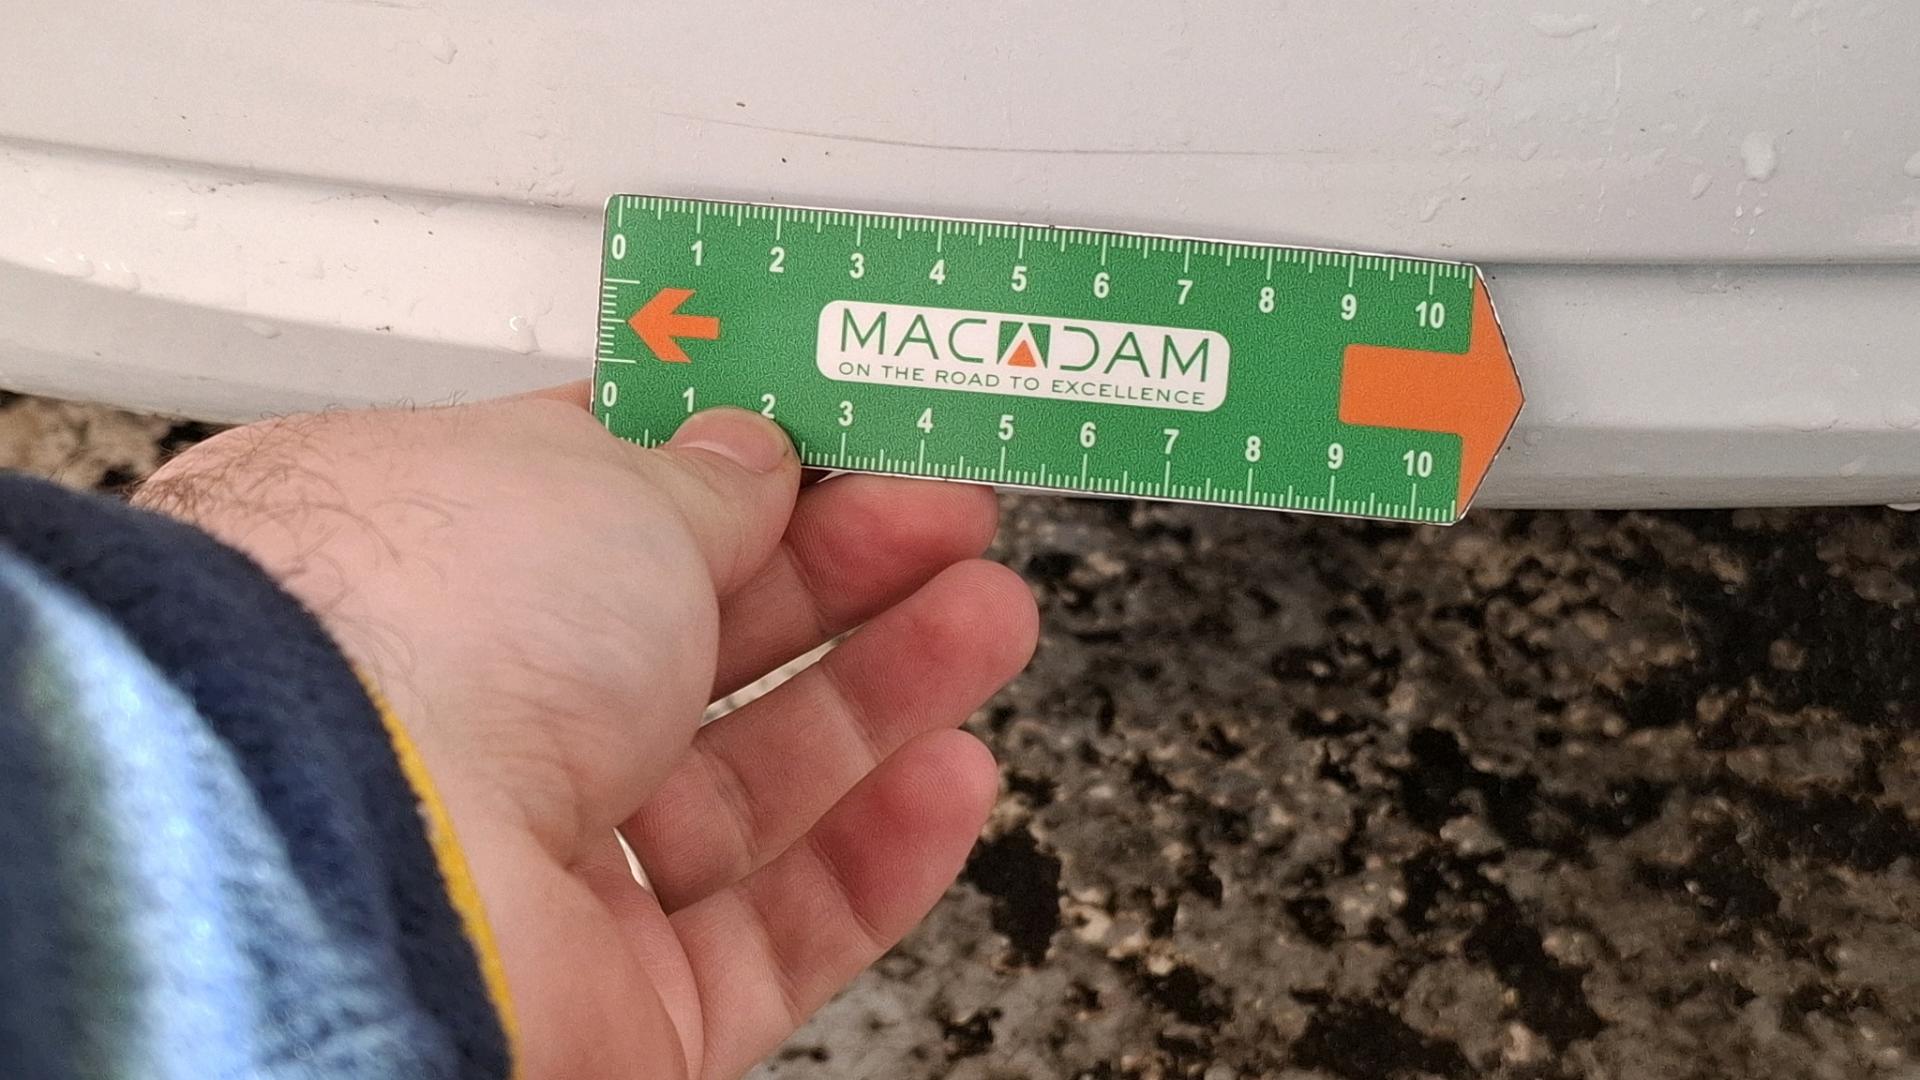 0 1 2 3 4 5 6 7 8 9 10
MACADAM
ON THE ROAD TO EXCELLENCE
0 1 2 3 4 5 6 7 8 9 10